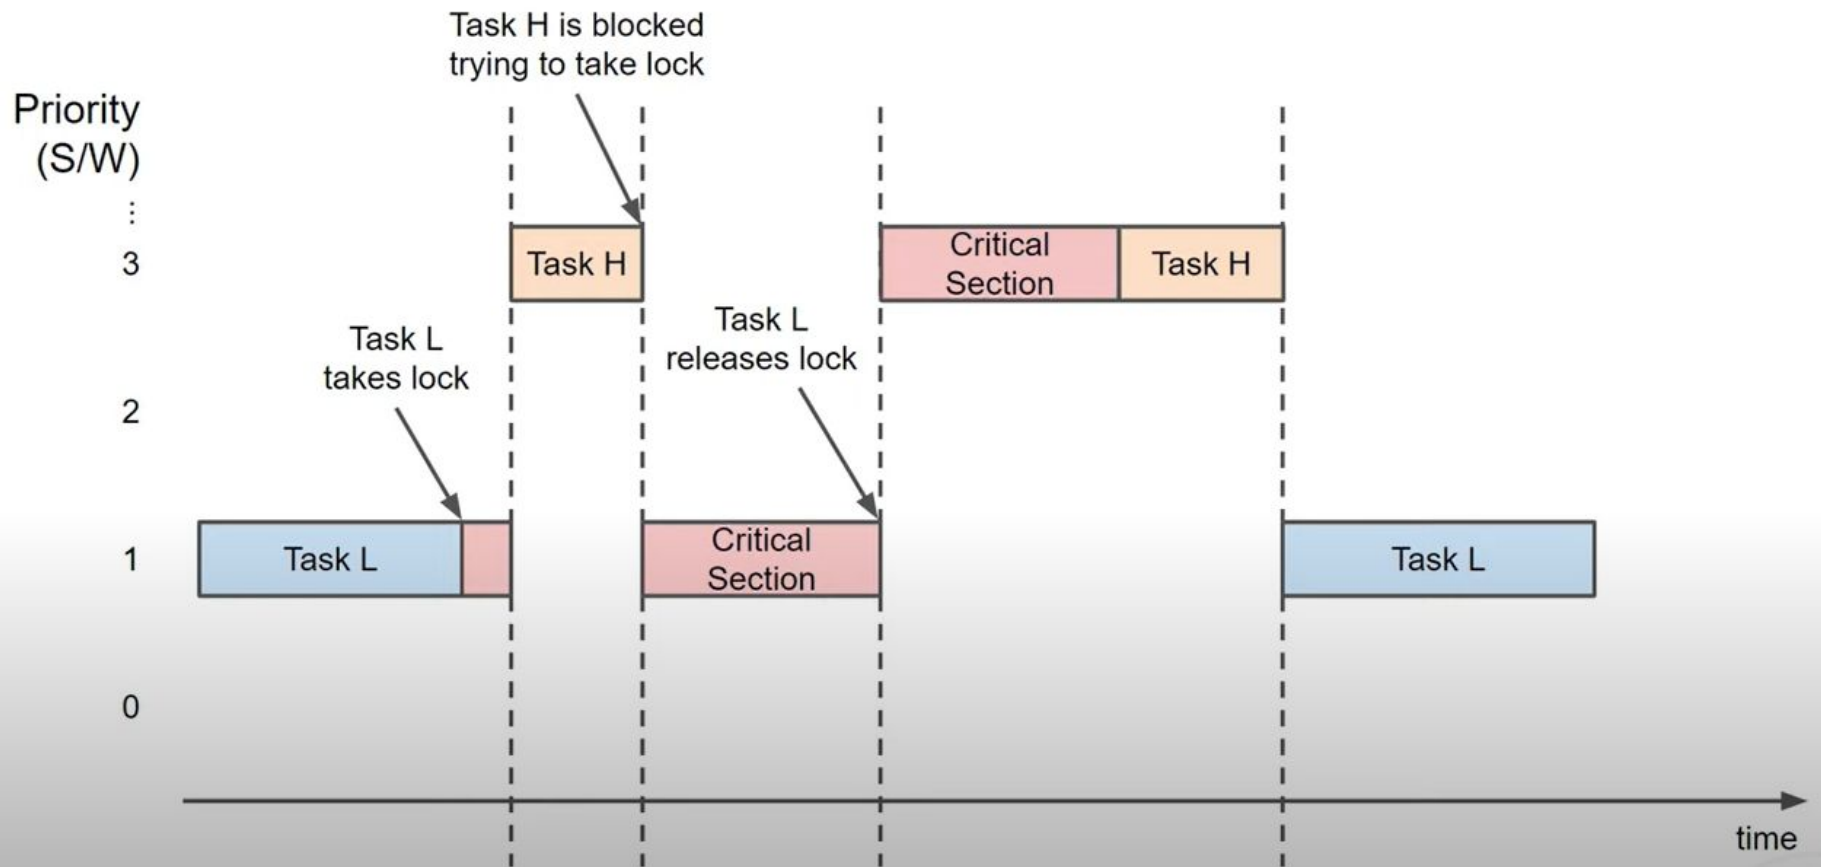 Task H is blocked
trying to take lock
Priority
(S/W)
⋮
3
Task H
Critical
Section
Task H
Task L
releases lock
Task L
takes lock
2
1
Task L
Critical
Section
Task L
0
time